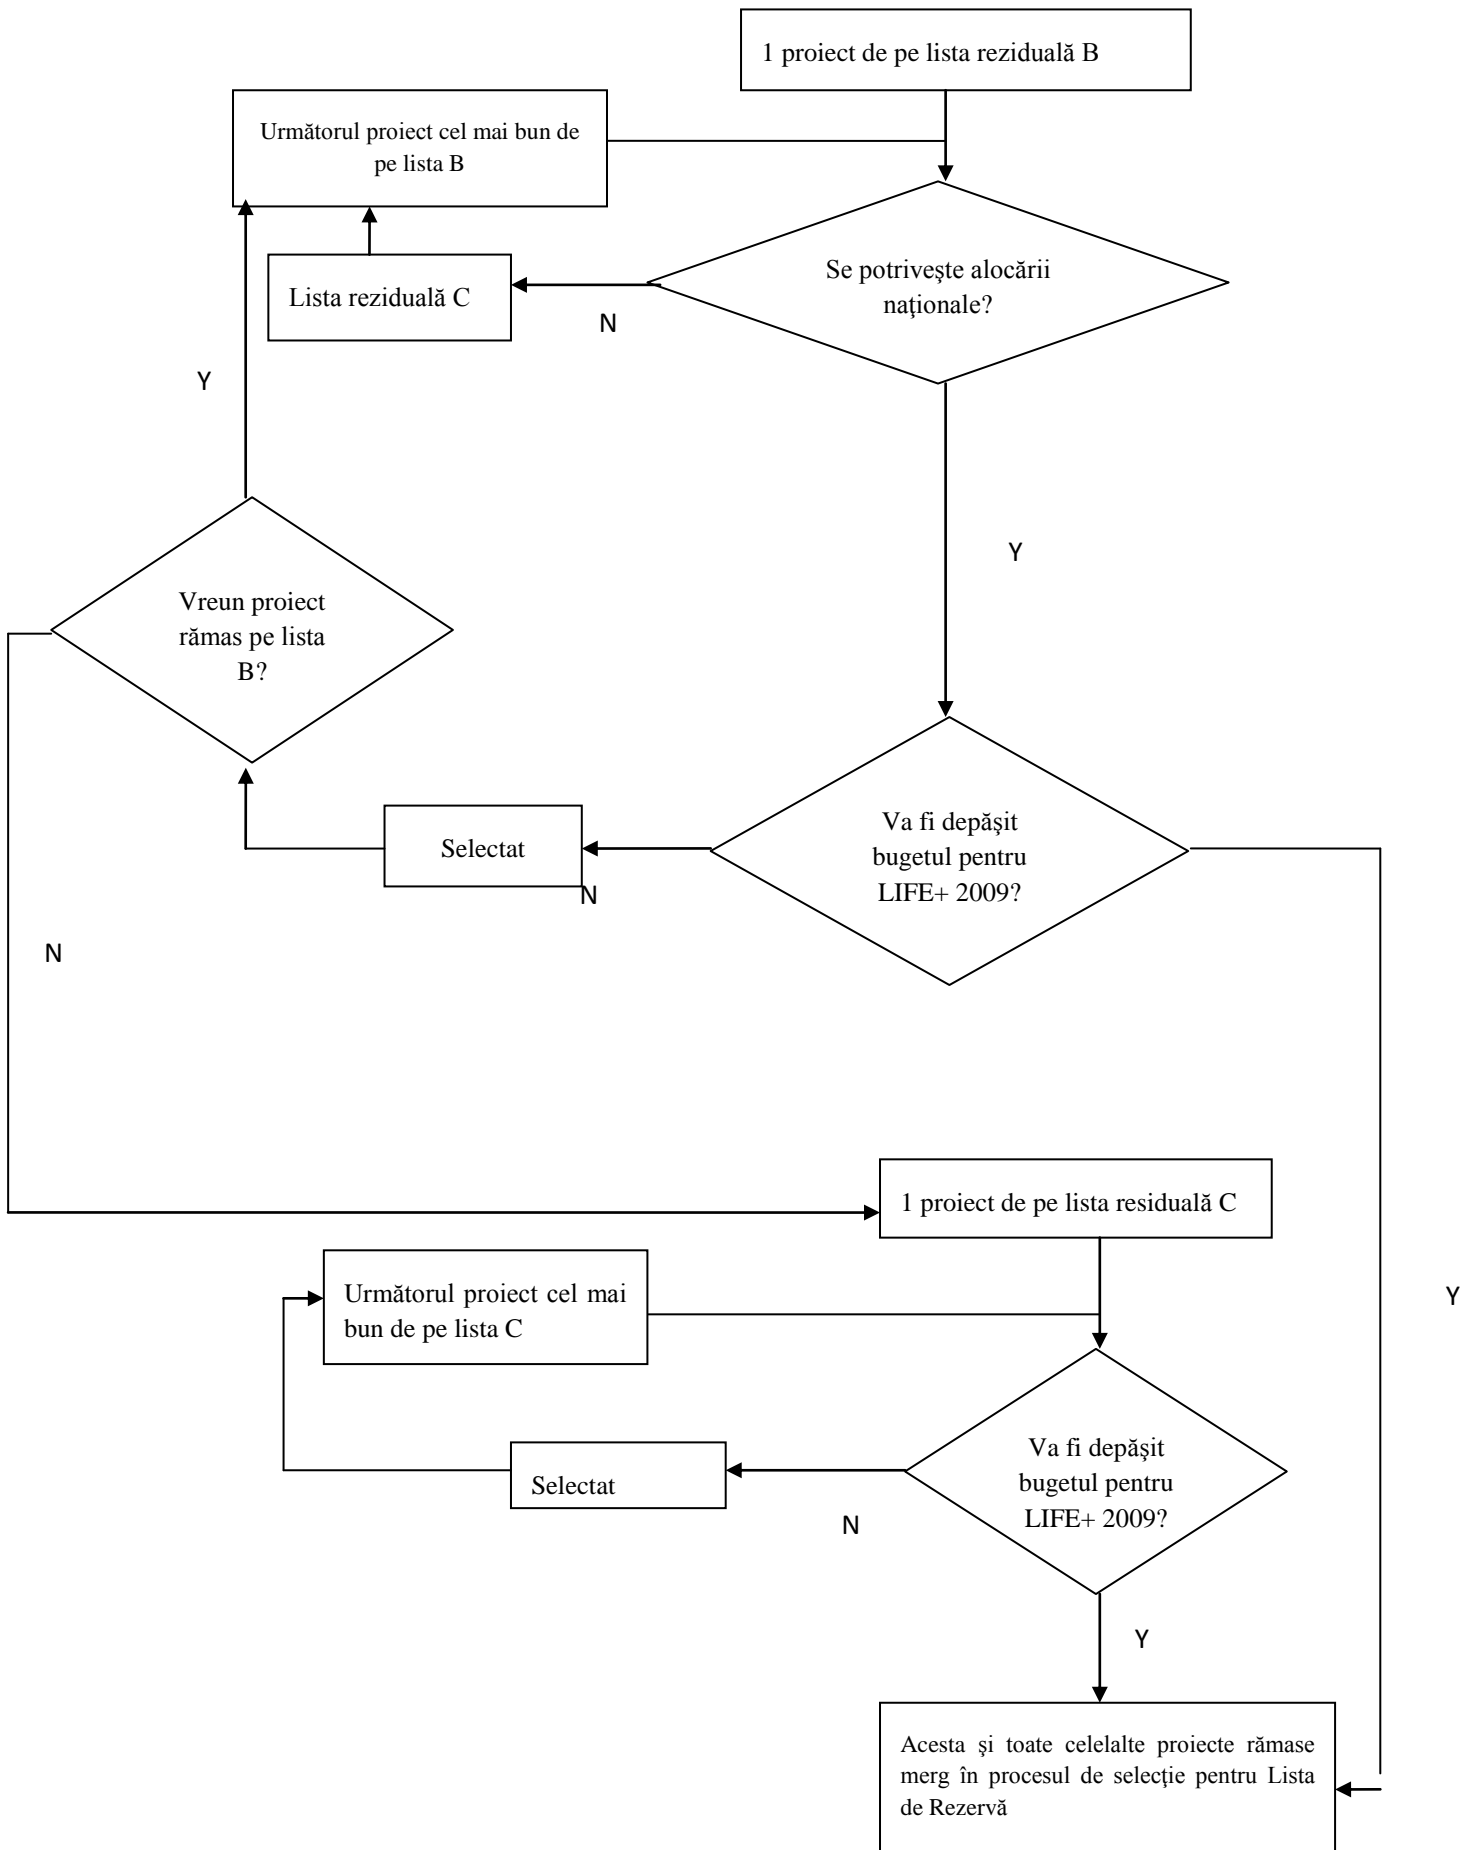 1 proiect de pe lista reziduală B
Următorul proiect cel mai bun de
pe lista B
Se potriveşte alocării
naţionale?
Lista reziduală C
N
Y
Y
Vreun proiect
rămas pe lista
B?
Va fi depăşit
bugetul pentru
LIFE+ 2009?
Selectat
N
N
1 proiect de pe lista residuală C
Următorul proiect cel mai
bun de pe lista C
Y
Va fi depăşit
bugetul pentru
LIFE+ 2009?
Selectat
N
Y
Acesta şi toate celelalte proiecte rămase
merg în procesul de selecţie pentru Lista
de Rezervă